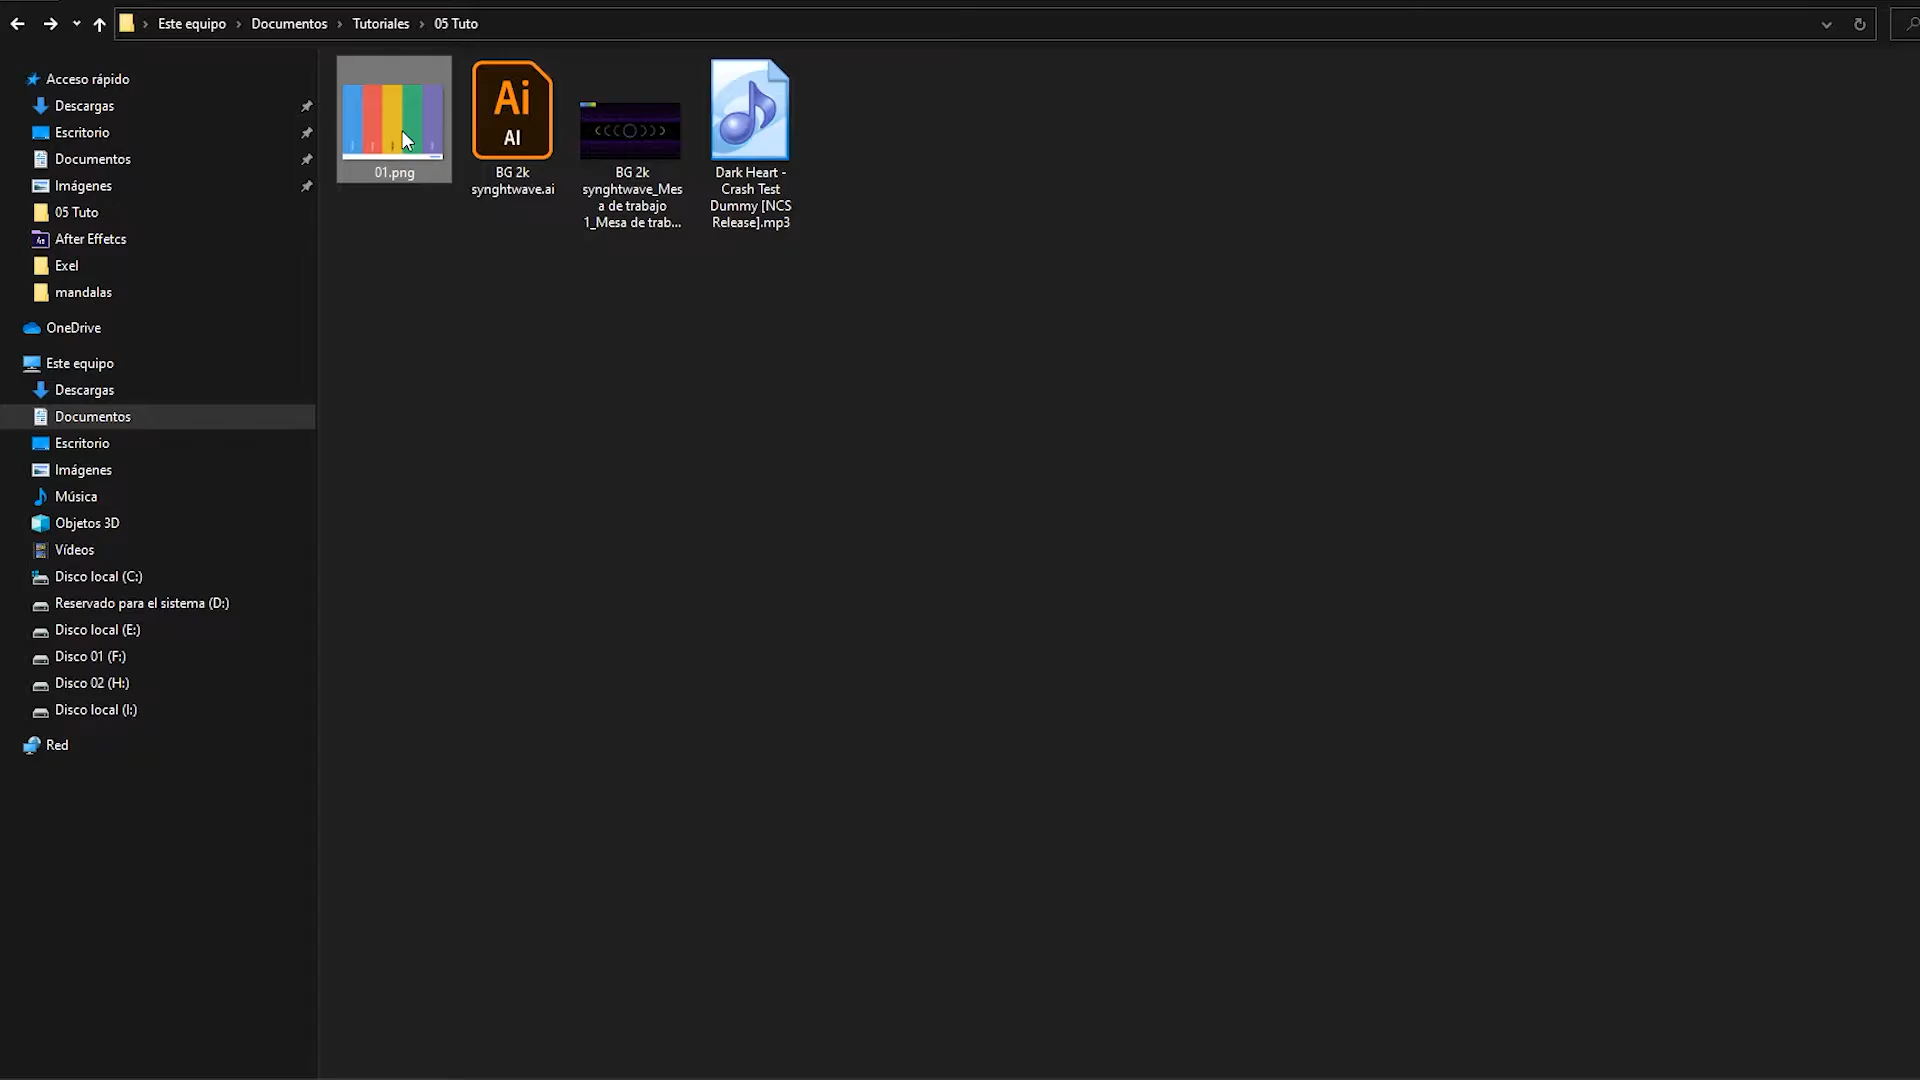 Este equipo > Documentos > Tutoriales > 05 Tuto
Acceso rápido
Descargas
Escritorio
Documentos
Imágenes
05 Tuto
After Effetcs
Exel
mandalas
OneDrive
Este equipo
Descargas
Documentos
Escritorio
Imágenes
Música
Objetos 3D
Vídeos
Disco local (C:)
Reservado para el sistema (D:)
Disco local (E:)
Disco 01 (F:)
Disco 02 (H:)
Disco local (I:)
Red
01.png
Ai
AI
BG 2k
synghtwave.ai
BG 2k
synghtwave_Mes
a de trabajo
1_Mesa de trab...
Dark Heart -
Crash Test
Dummy [NCS
Release].mp3